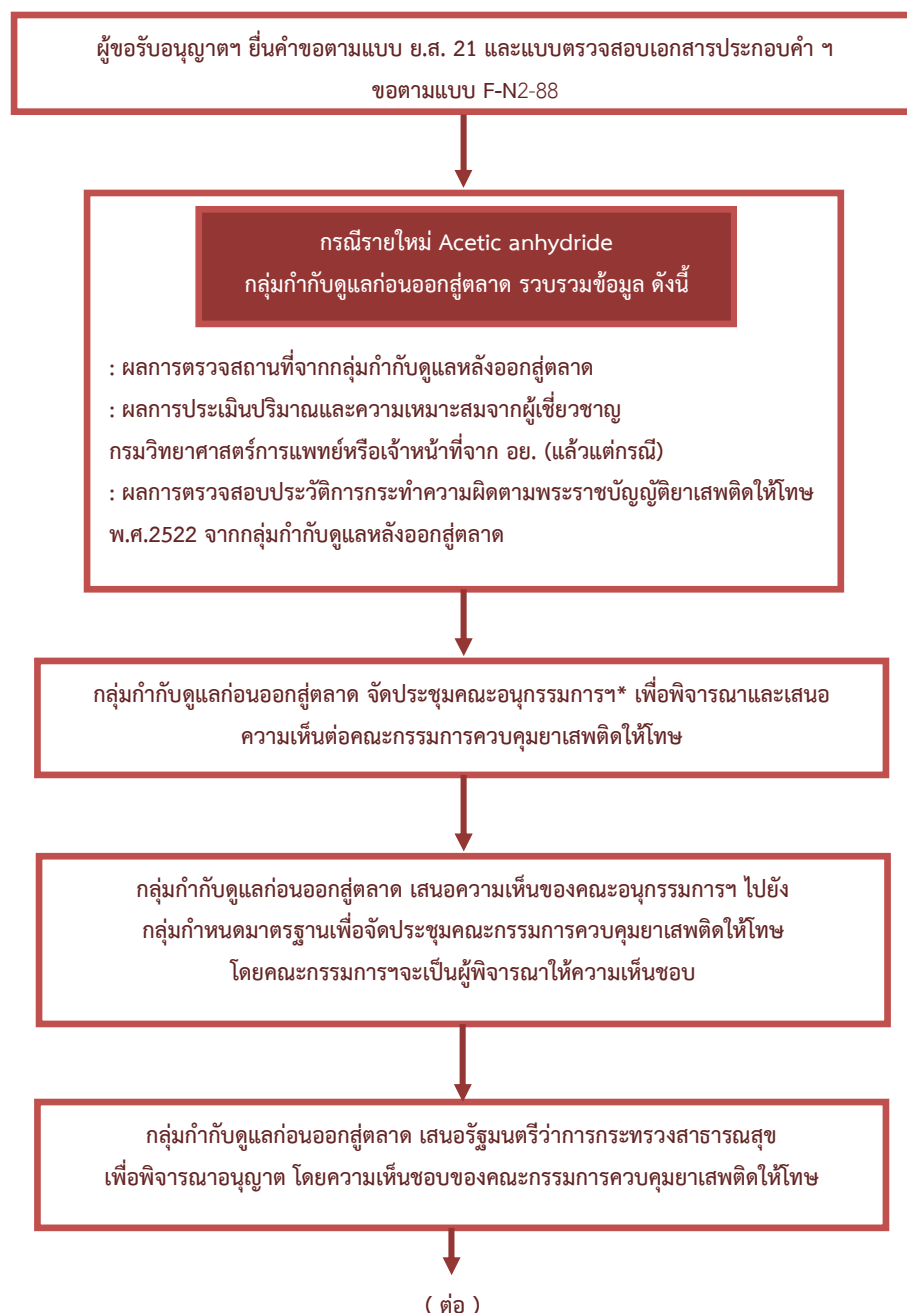 ผู้ขอรับอนุญาตฯ ยื่นคำขอตามแบบ ย.ส. 21 และแบบตรวจสอบเอกสารประกอบคำ ฯ
ขอตามแบบ F-N2-88
กรณีรายใหม่ Acetic anhydride
กลุ่มกำกับดูแลก่อนออกสู่ตลาด รวบรวมข้อมูล ดังนี้
: ผลการตรวจสถานที่จากกลุ่มกำกับดูแลหลังออกสู่ตลาด
: ผลการประเมินปริมาณและความเหมาะสมจากผู้เชี่ยวชาญ
กรมวิทยาศาสตร์การแพทย์หรือเจ้าหน้าที่จาก อย. (แล้วแต่กรณี)
: ผลการตรวจสอบประวัติการกระทำความผิดตามพระราชบัญญัติยาเสพติดให้โทษ
พ.ศ.2522 จากกลุ่มกำกับดูแลหลังออกสู่ตลาด
กลุ่มกำกับดูแลก่อนออกสู่ตลาด จัดประชุมคณะอนุกรรมการฯ* เพื่อพิจารณาและเสนอ
ความเห็นต่อคณะกรรมการควบคุมยาเสพติดให้โทษ
กลุ่มกำกับดูแลก่อนออกสู่ตลาด เสนอความเห็นของคณะอนุกรรมการฯ ไปยัง
กลุ่มกำหนดมาตรฐานเพื่อจัดประชุมคณะกรรมการควบคุมยาเสพติดให้โทษ
โดยคณะกรรมการฯจะเป็นผู้พิจารณาให้ความเห็นชอบ
กลุ่มกำกับดูแลก่อนออกสู่ตลาด เสนอรัฐมนตรีว่าการกระทรวงสาธารณสุข
เพื่อพิจารณาอนุญาต โดยความเห็นชอบของคณะกรรมการควบคุมยาเสพติดให้โทษ
( ต่อ )